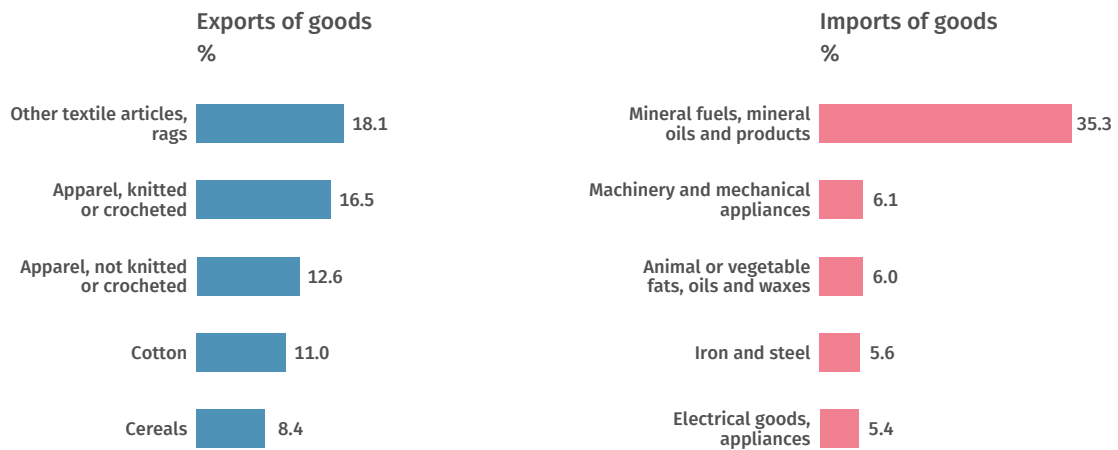 Exports of goods
%
Other textile articles,
rags
18.1
Apparel, knitted
or crocheted
16.5
Apparel, not knitted
or crocheted
12.6
Cotton
11.0
Cereals
8.4
Imports of goods
%
Mineral fuels, mineral
oils and products
35.3
Machinery and mechanical
appliances
6.1
Animal or vegetable
fats, oils and waxes
6.0
Iron and steel
5.6
Electrical goods,
appliances
5.4